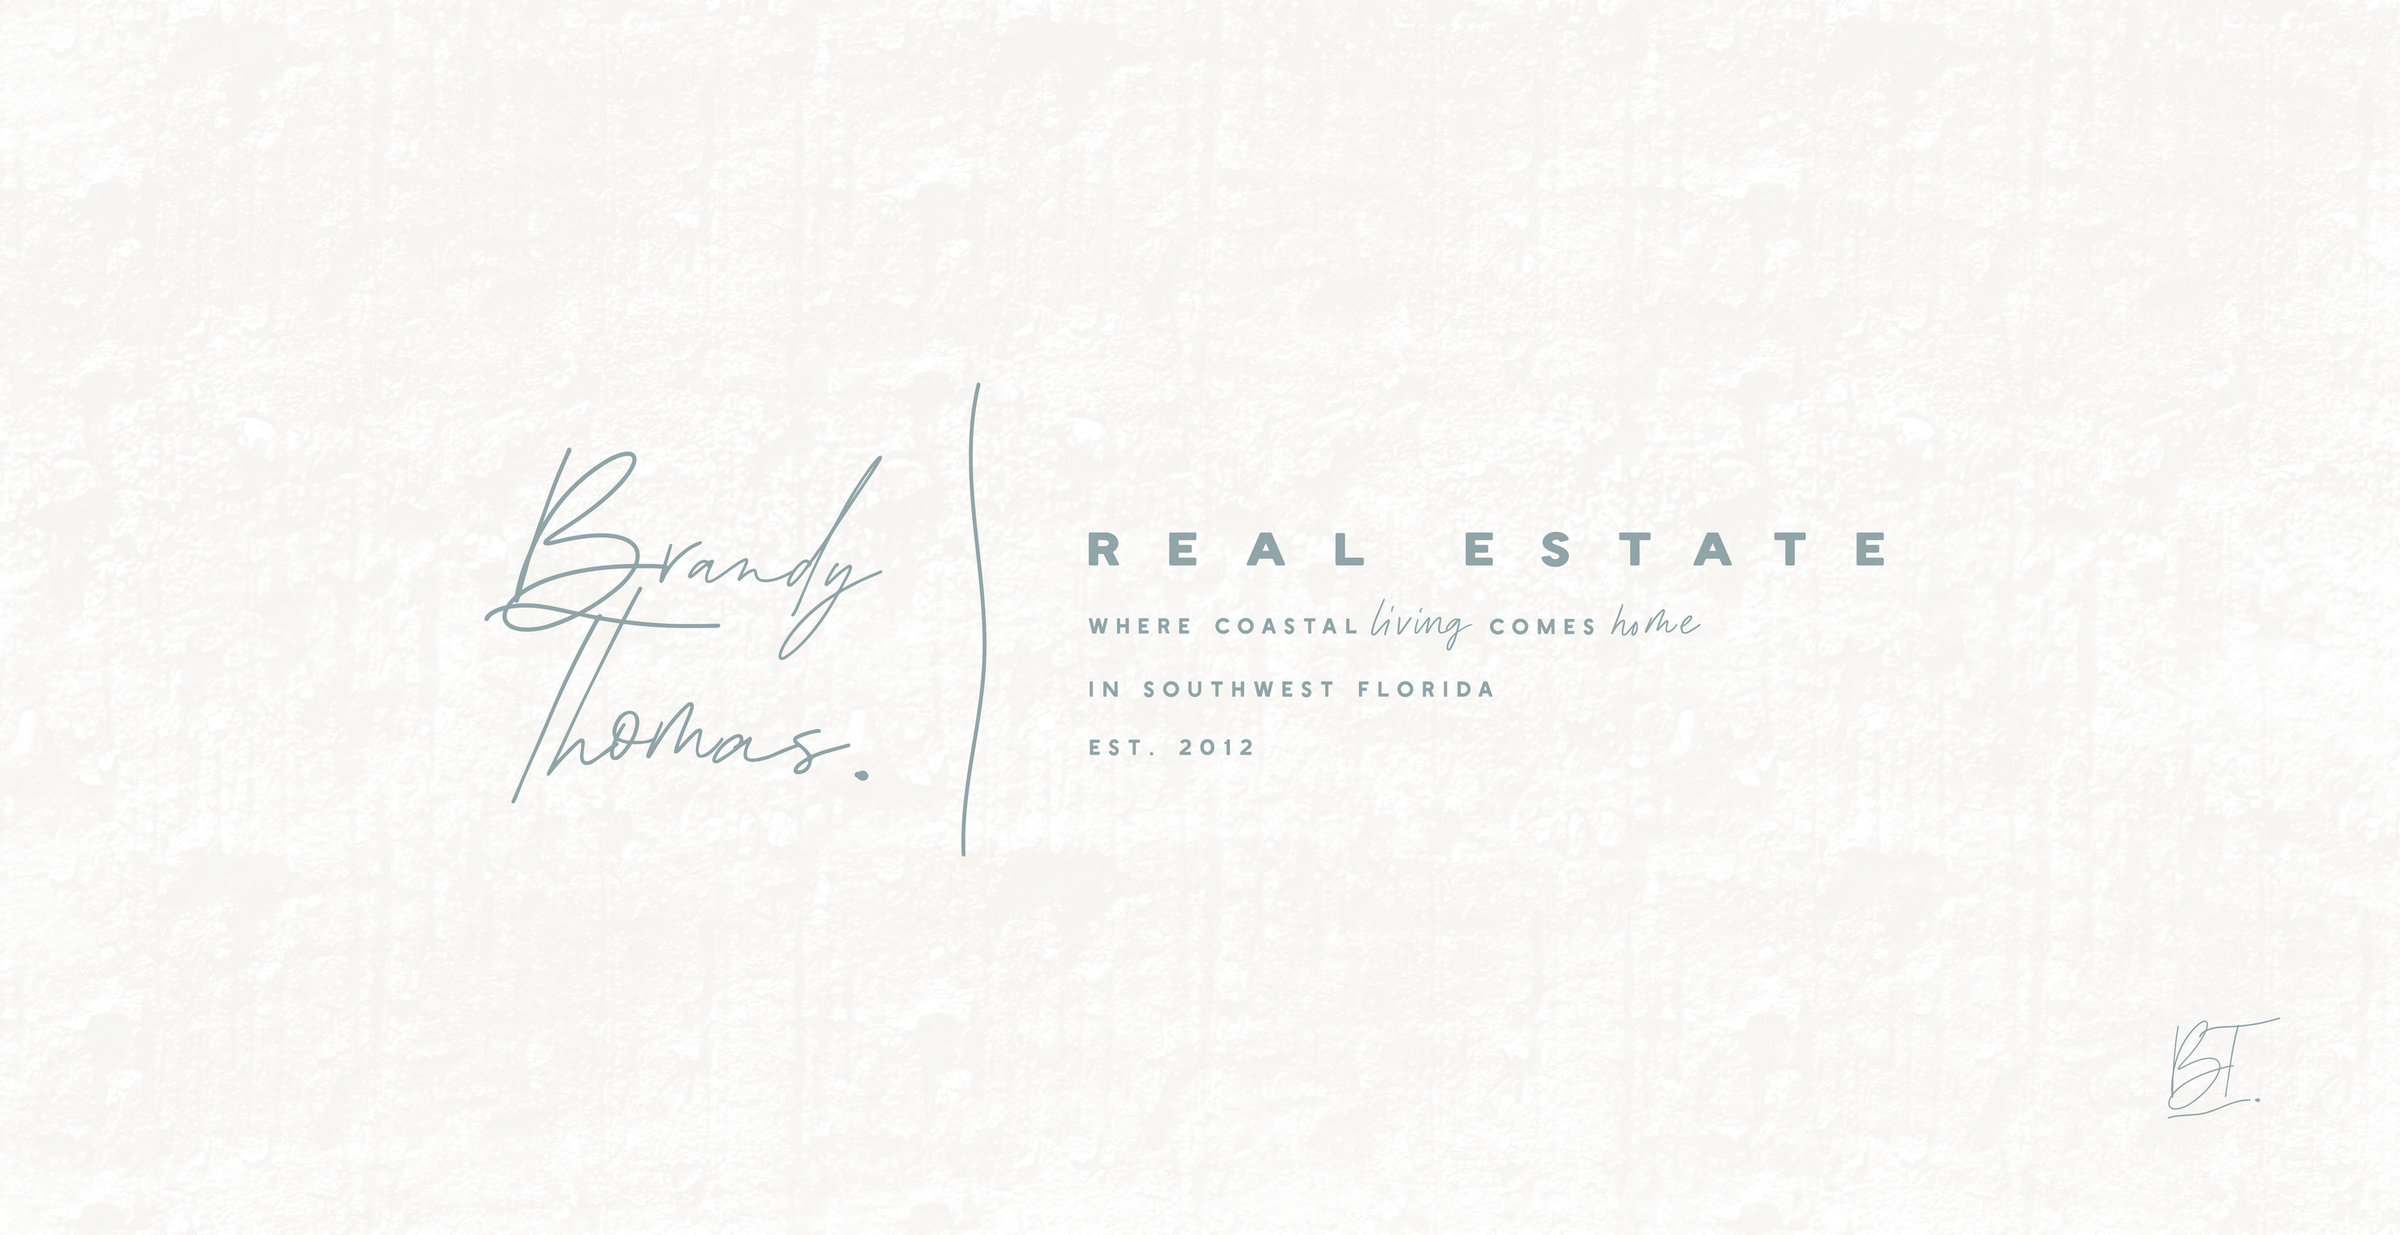 Brandy
Thomas.
REAL ESTATE
WHERE COASTAL living COMES home
IN SOUTHWEST FLORIDA
EST. 2012
BT.